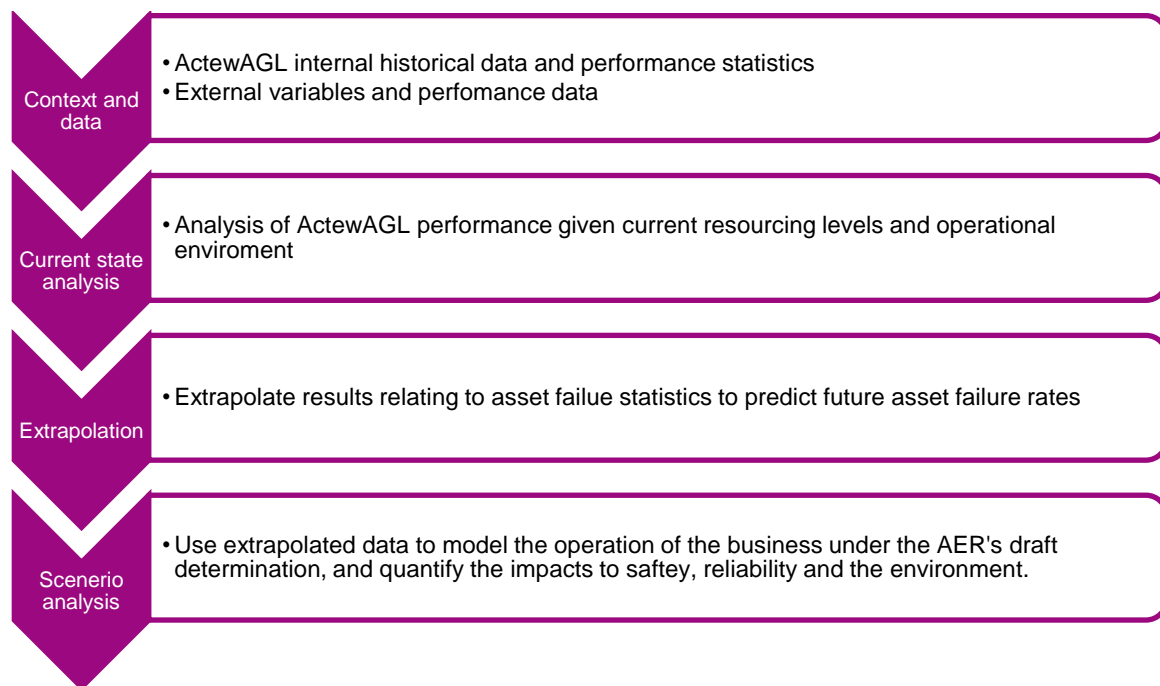 Context and
data
• ActewAGL internal historical data and performance statistics
• External variables and perfomance data
Current state
analysis
• Analysis of ActewAGL performance given current resourcing levels and operational
enviroment
Extrapolation
• Extrapolate results relating to asset failue statistics to predict future asset failure rates
Scenerio
analysis
• Use extrapolated data to model the operation of the business under the AER's draft
determination, and quantify the impacts to saftey, reliability and the environment.